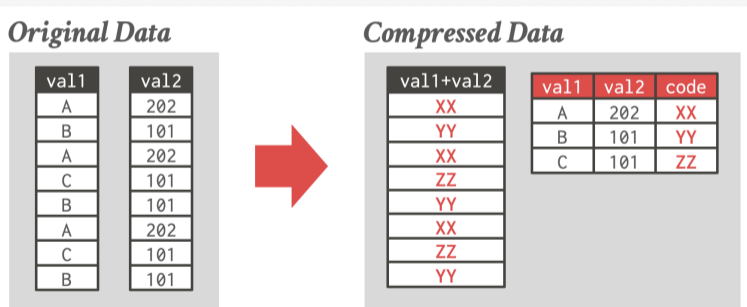 Original Data
val1 val2
A 202
B 101
A 202
C 101
B 101
A 202
C 101
B 101
Compressed Data
val1+val2
XX
YY
XX
ZZ
YY
XX
ZZ
YY
val1 val2 code
A 202 XX
B 101 YY
C 101 ZZ